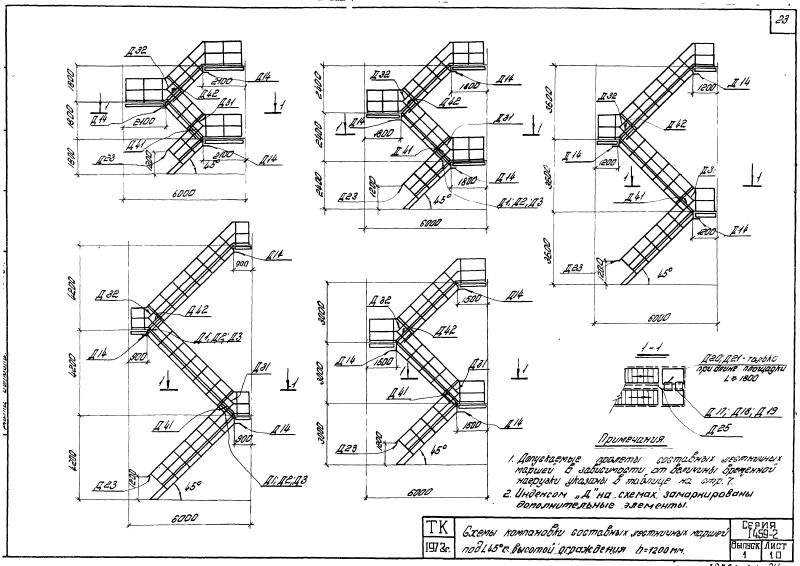 23
Д32
Д14
2100
Д42
Д31
1
1
1800
1800
1800
Д14
2100
Д41
Д23
1200
2100
Д14
45°
6000
Д32
Д14
1800
Д42
2400
2400
2400
Д14
1800
Д31
1
1
Д41
Д14
1800
Д23
1200
45°
Д1; Д2; Д3
6000
Д14
1200
Д32
Д42
3600
3600
3600
Д14
1200
1
1
Д41
Д14
1200
Д23
1200
45°
6000
Д14
900
Д32
Д42
Д1, Д2; Д3
4200
4200
4200
Д14
900
1
1
Д31
Д41
Д14
900
Д23
1200
45°
Д1; Д2; Д3
6000
Д14
1500
Д32
Д42
3000
3000
3000
Д14
1500
Д31
1
1
Д41
Д14
1500
Д23
1200
45°
6000
1-1
Д20, Д21 - только
при длине площадки
L ≤ 1800
Д17; Д18; Д19
Д25
Примечания
1. Допускаемые пролеты составных лестничных
маршей в зависимости от величины временной
нагрузки указаны в таблице на стр. 7.
2. Индексом „Д" на схемах замаркированы
дополнительные элементы.
ТК
1973г.
Схемы компановки составных лестничных маршей
под ∠45° с высотой ограждения h=1200мм.
Серия
1.459-2
Выпуск
1
Лист
10